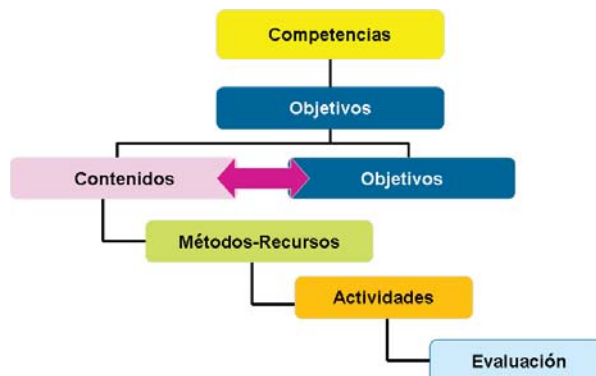 Competencias
Objetivos
Contenidos
Objetivos
Métodos-Recursos
Actividades
Evaluación